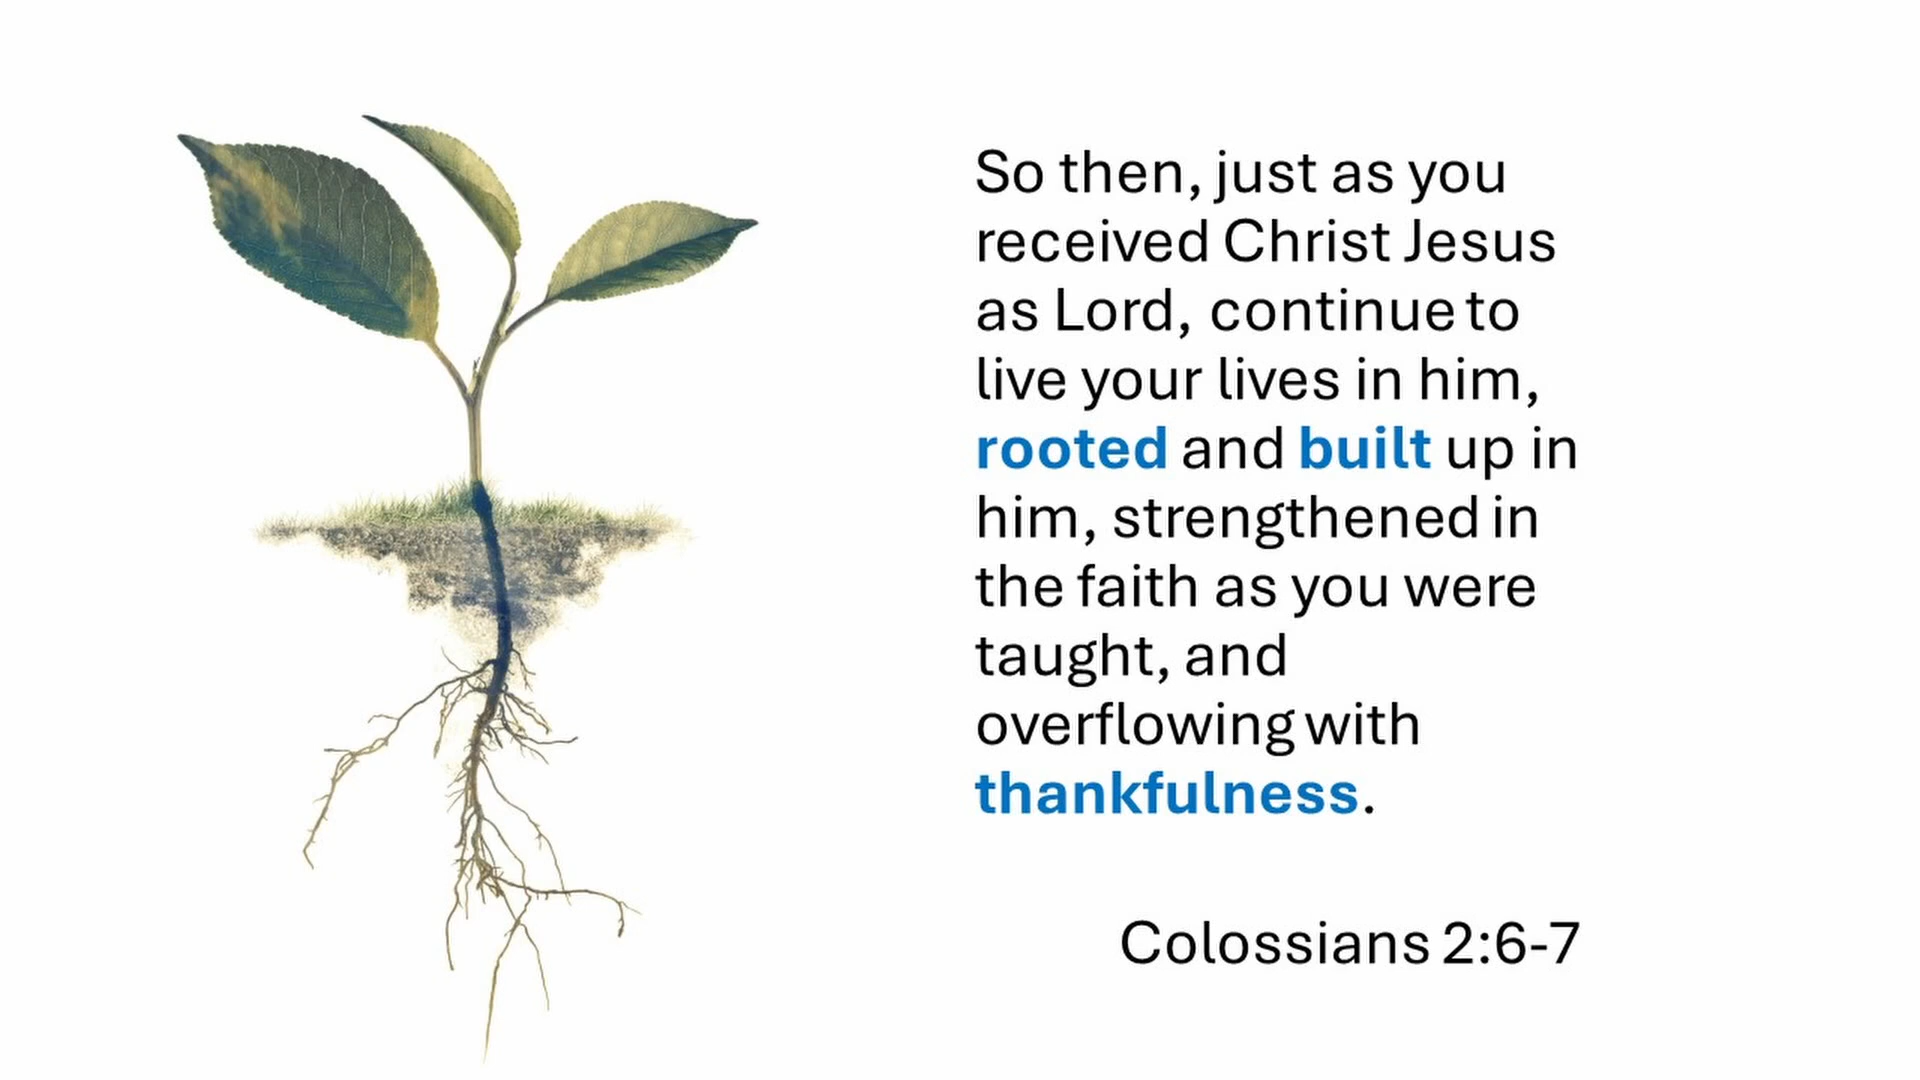 So then, just as you
received Christ Jesus
as Lord, continue to
live your lives in him,
rooted and built up in
him, strengthened in
the faith as you were
taught, and
overflowing with
thankfulness.
Colossians 2:6-7